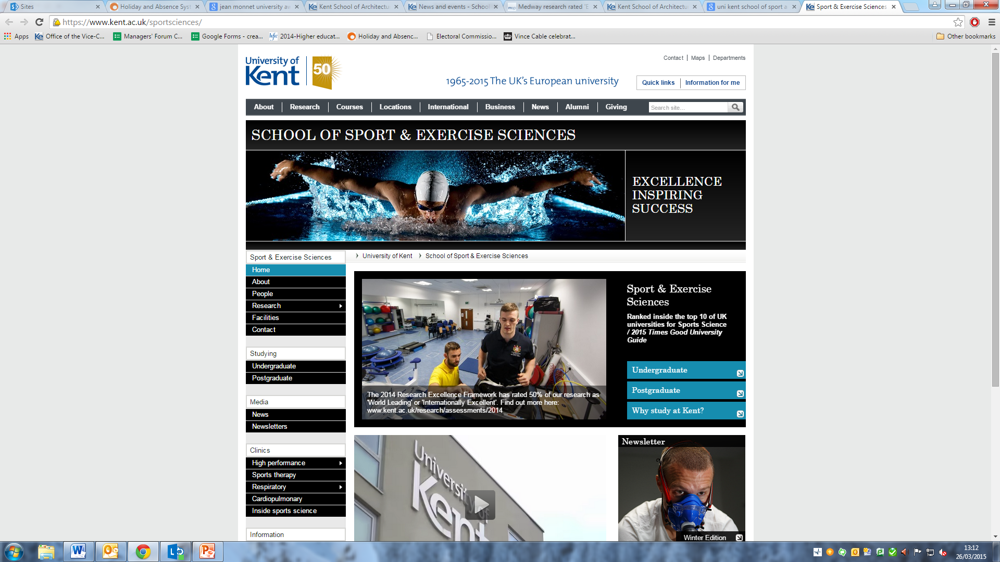 Sites
Holiday and Absence Sys
jean monnet university aw
Kent School of Architectu
News and events - School
Medway research rated 'E
Kent School of Architectu
uni kent school of sport a
Sport & Exercise Sciences
https://www.kent.ac.uk/sportsciences/
Apps
Office of the Vice-C...
Managers' Forum C...
Google Forms - crea...
2014-Higher educat...
Holiday and Absenc...
Electoral Commissio...
Vince Cable celebrat...
Other bookmarks
University of
Kent
50
Contact | Maps | Departments
1965-2015 The UK's European university
Quick links | Information for me
About
Research
Courses
Locations
International
Business
News
Alumni
Giving
Search site...
SCHOOL OF SPORT & EXERCISE SCIENCES
EXCELLENCE
INSPIRING
SUCCESS
Sport & Exercise Sciences
Home
About
People
Research
Facilities
Contact
Studying
Undergraduate
Postgraduate
Media
News
Newsletters
Clinics
High performance
Sports therapy
Respiratory
Cardiopulmonary
Inside sports science
Information
University of Kent
School of Sport & Exercise Sciences
The 2014 Research Excellence Framework has rated 50% of our research as
'World Leading' or 'Internationally Excellent'. Find out more here:
www.kent.ac.uk/research/assessments/2014
Sport & Exercise
Sciences
Ranked inside the top 10 of UK
universities for Sports Science
/ 2015 Times Good University
Guide
Undergraduate
Postgraduate
Why study at Kent?
University of
Kent
Newsletter
Winter Edition
13:12
26/03/2015